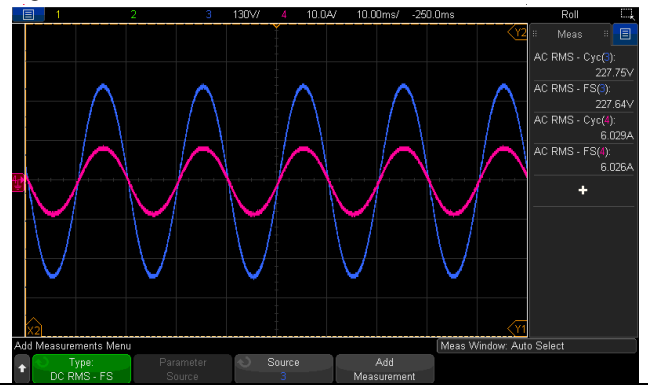 1 2 3 130V/ 4 10.0A/ 10.00ms/ -250.0ms Roll
Y2
Meas
AC RMS - Cyc(3):
227.75V
AC RMS - FS(3):
227.64V
AC RMS - Cyc(4):
6.029A
AC RMS - FS(4):
6.026A
+
X2 Y1
Add Measurements Menu Meas Window: Auto Select
Type: Parameter Source Add
DC RMS - FS Source 3 Measurement